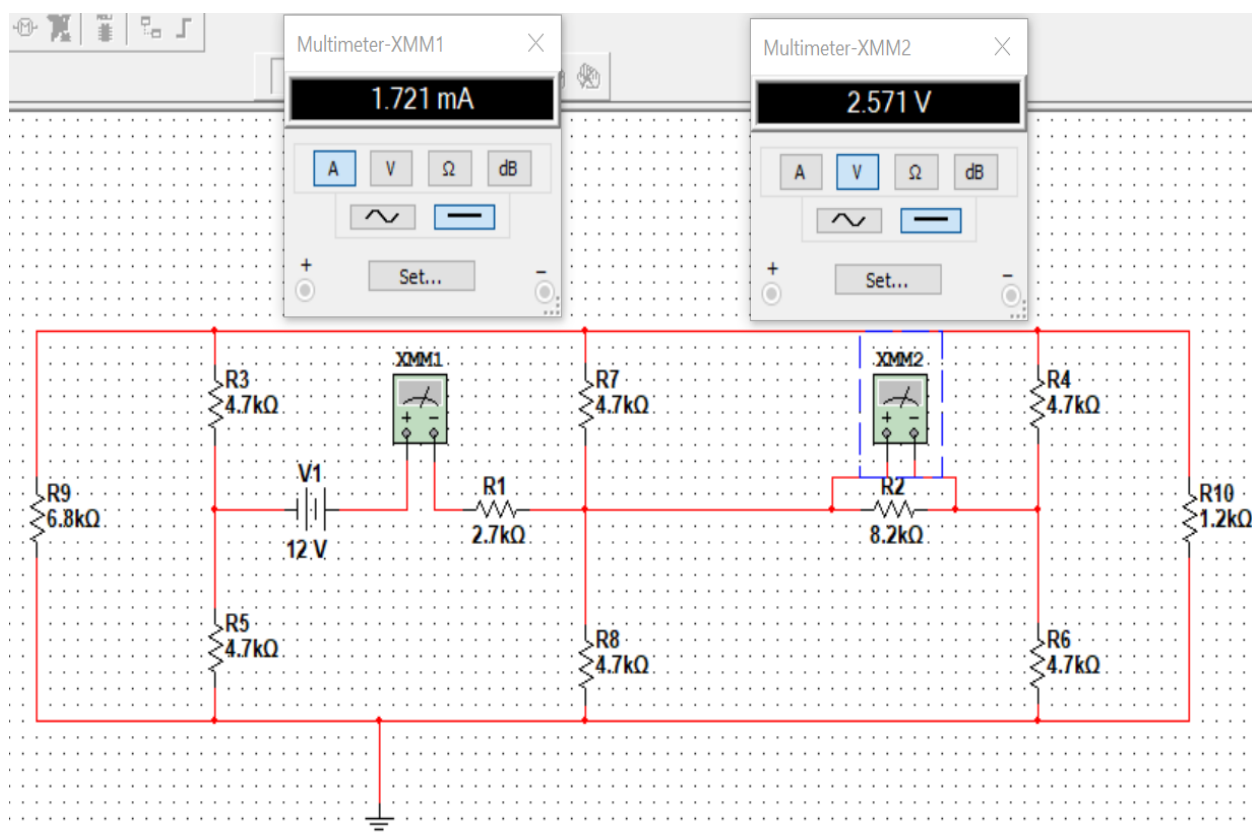 Multimeter-XMM1
1.721 mA
A V Ω dB
+ Set... −
Multimeter-XMM2
2.571 V
A V Ω dB
+ Set... −
XMM1
+ −
XMM2
+ −
R3
4.7kΩ
R7
4.7kΩ
R4
4.7kΩ
R9
6.8kΩ
V1
12 V
R1
2.7kΩ
R2
8.2kΩ
R10
1.2kΩ
R5
4.7kΩ
R8
4.7kΩ
R6
4.7kΩ